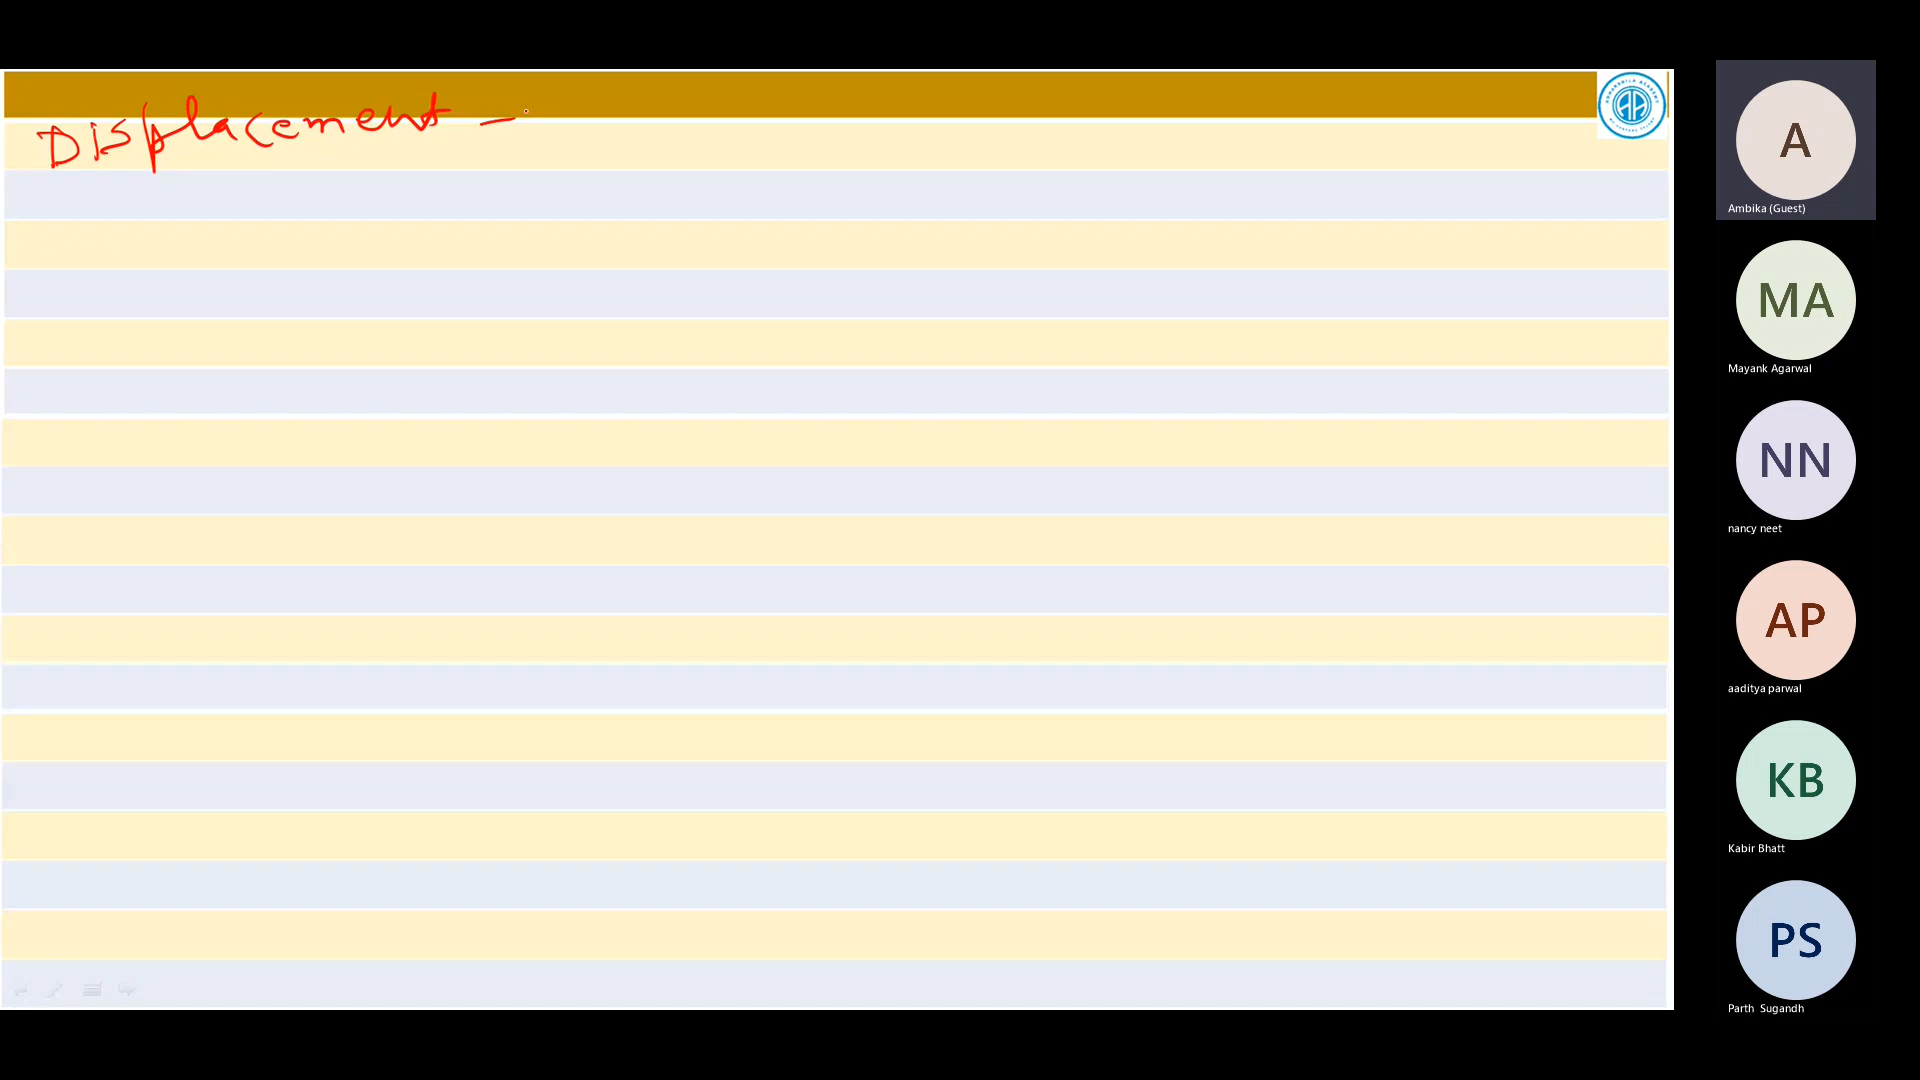 Displacement –
A
Ambika (Guest)
MA
Mayank Agarwal
NN
nancy neet
AP
aaditya parwal
KB
Kabir Bhatt
PS
Parth Sugandh